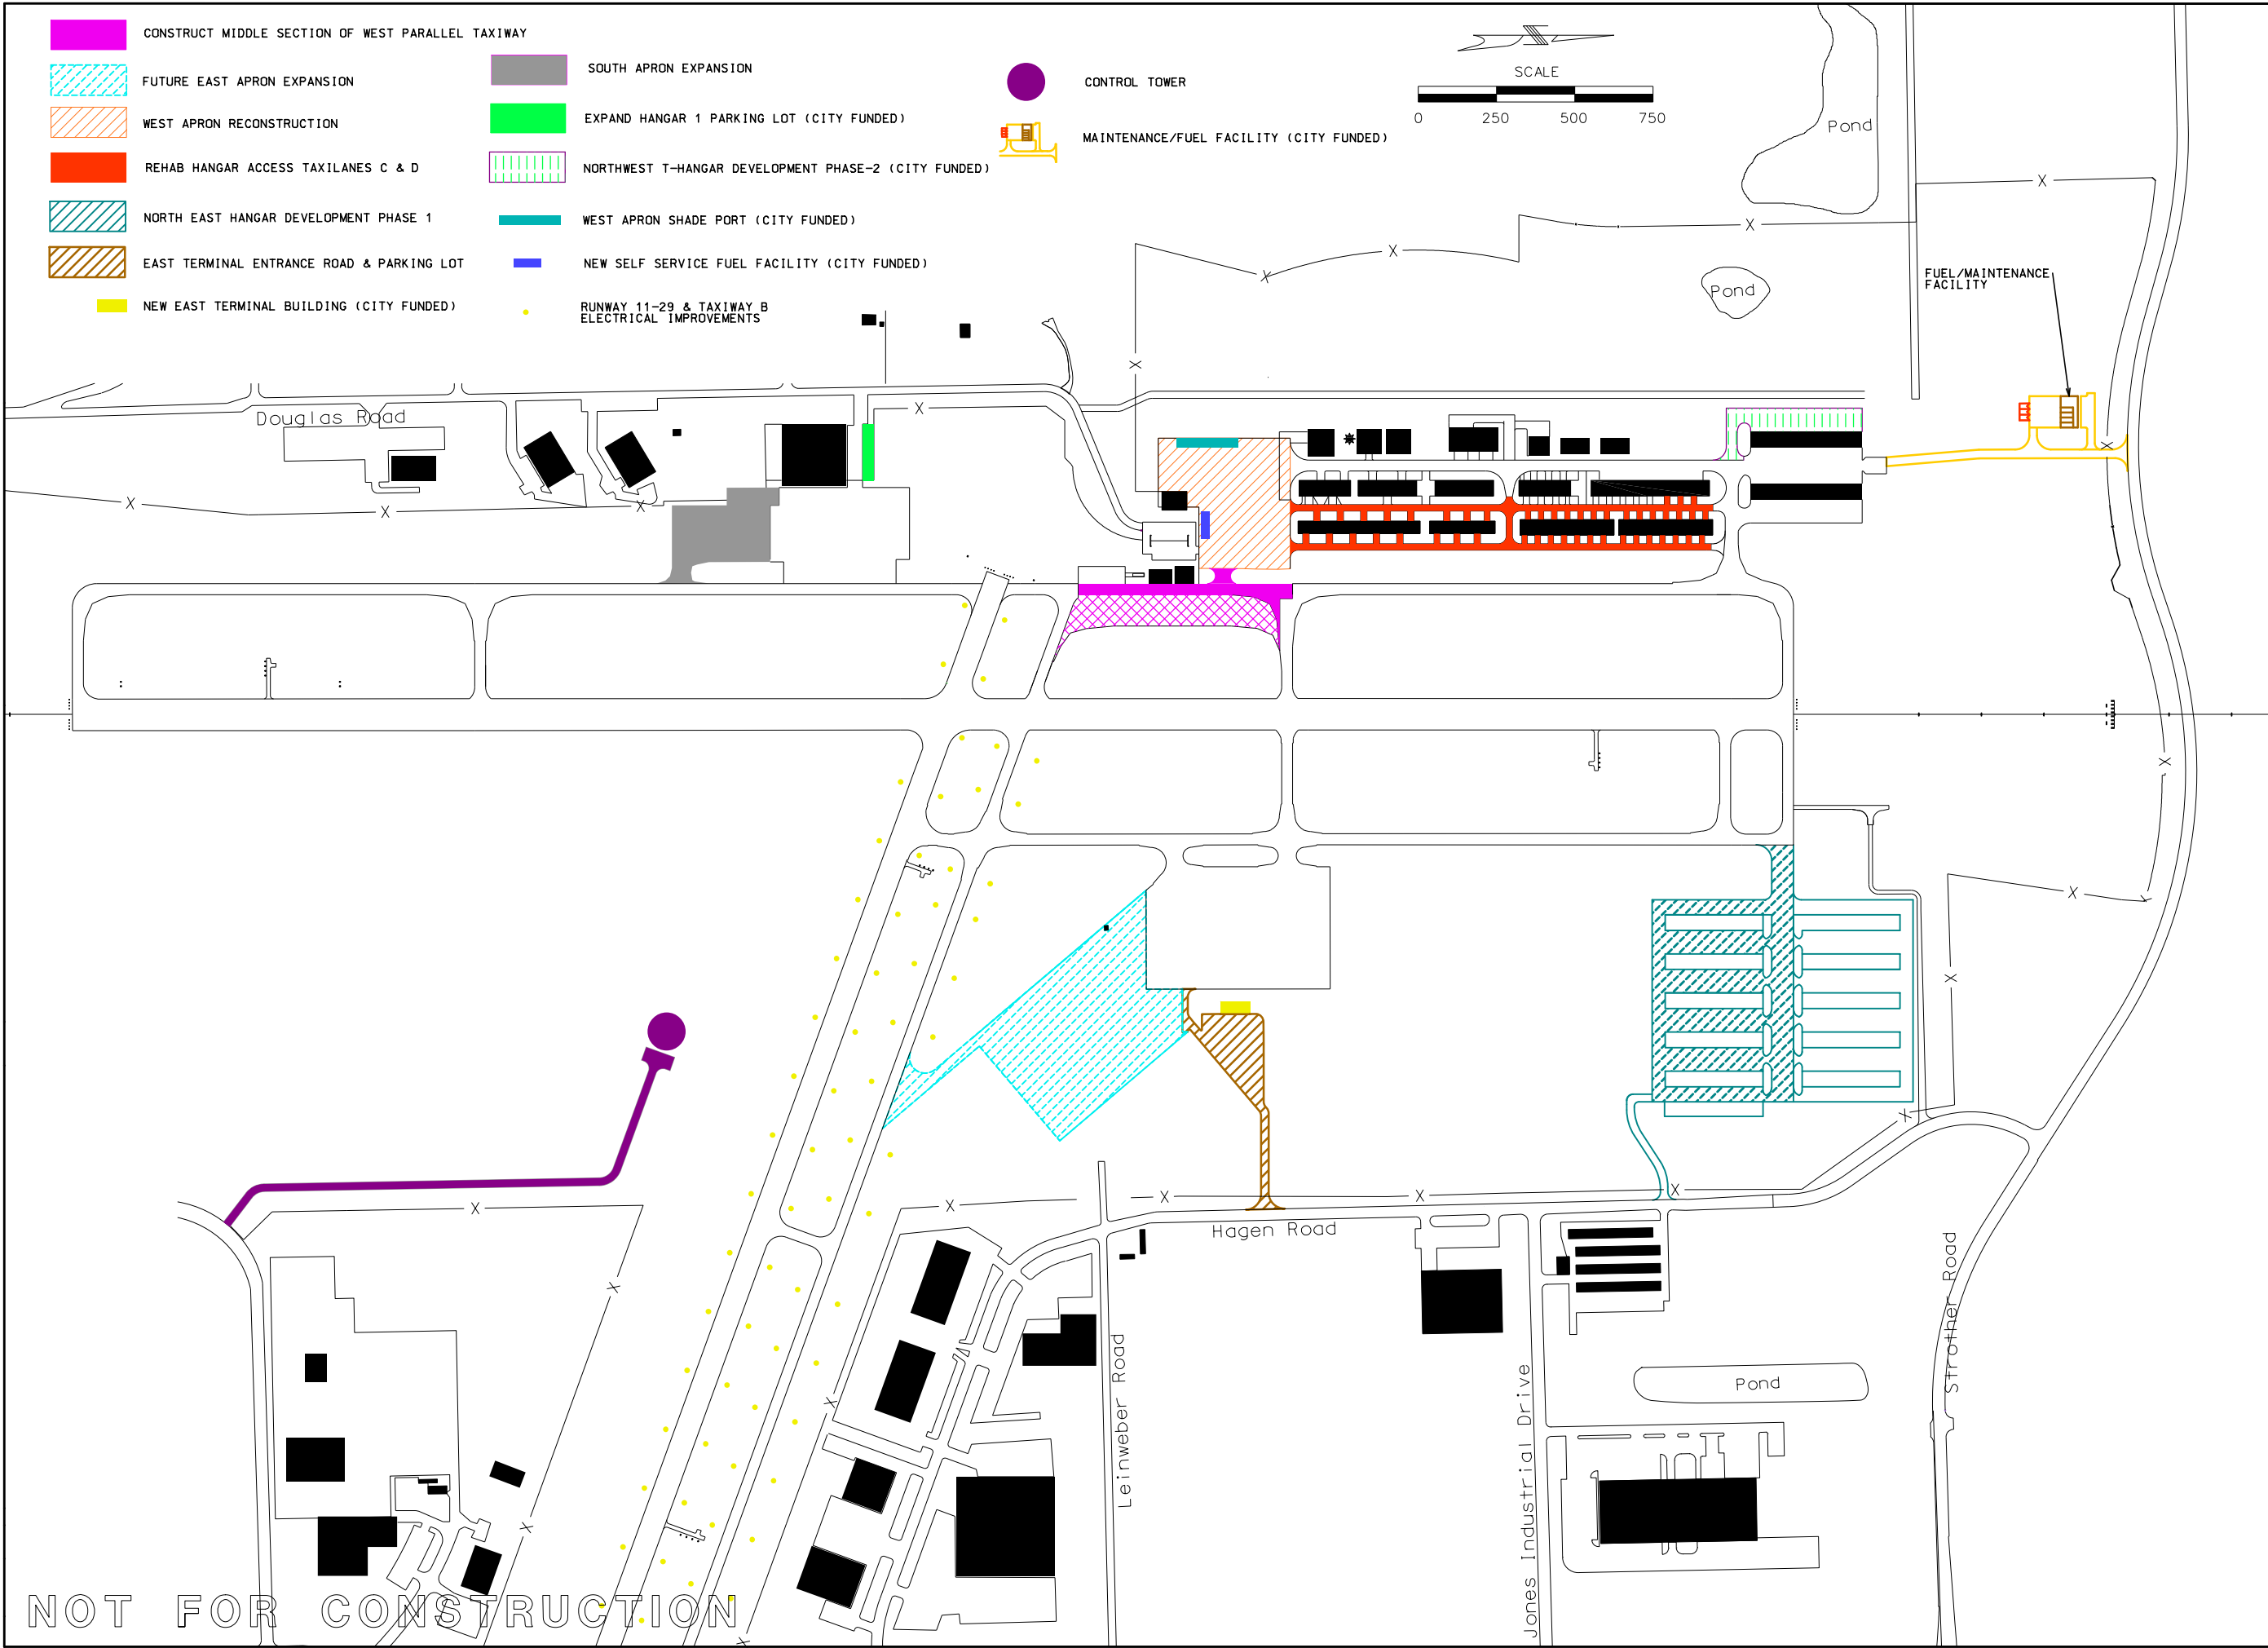 CONSTRUCT MIDDLE SECTION OF WEST PARALLEL TAXIWAY
FUTURE EAST APRON EXPANSION
WEST APRON RECONSTRUCTION
REHAB HANGAR ACCESS TAXILANES C & D
NORTH EAST HANGAR DEVELOPMENT PHASE 1
EAST TERMINAL ENTRANCE ROAD & PARKING LOT
NEW EAST TERMINAL BUILDING (CITY FUNDED)
SOUTH APRON EXPANSION
EXPAND HANGAR 1 PARKING LOT (CITY FUNDED)
NORTHWEST T-HANGAR DEVELOPMENT PHASE-2 (CITY FUNDED)
WEST APRON SHADE PORT (CITY FUNDED)
NEW SELF SERVICE FUEL FACILITY (CITY FUNDED)
RUNWAY 11-29 & TAXIWAY B
ELECTRICAL IMPROVEMENTS
CONTROL TOWER
MAINTENANCE/FUEL FACILITY (CITY FUNDED)
SCALE
0 250 500 750
Pond
Pond
FUEL/MAINTENANCE
FACILITY
Douglas Road
Hagen Road
Leinweber Road
Jones Industrial Drive
Strother Road
Pond
NOT FOR CONSTRUCTION